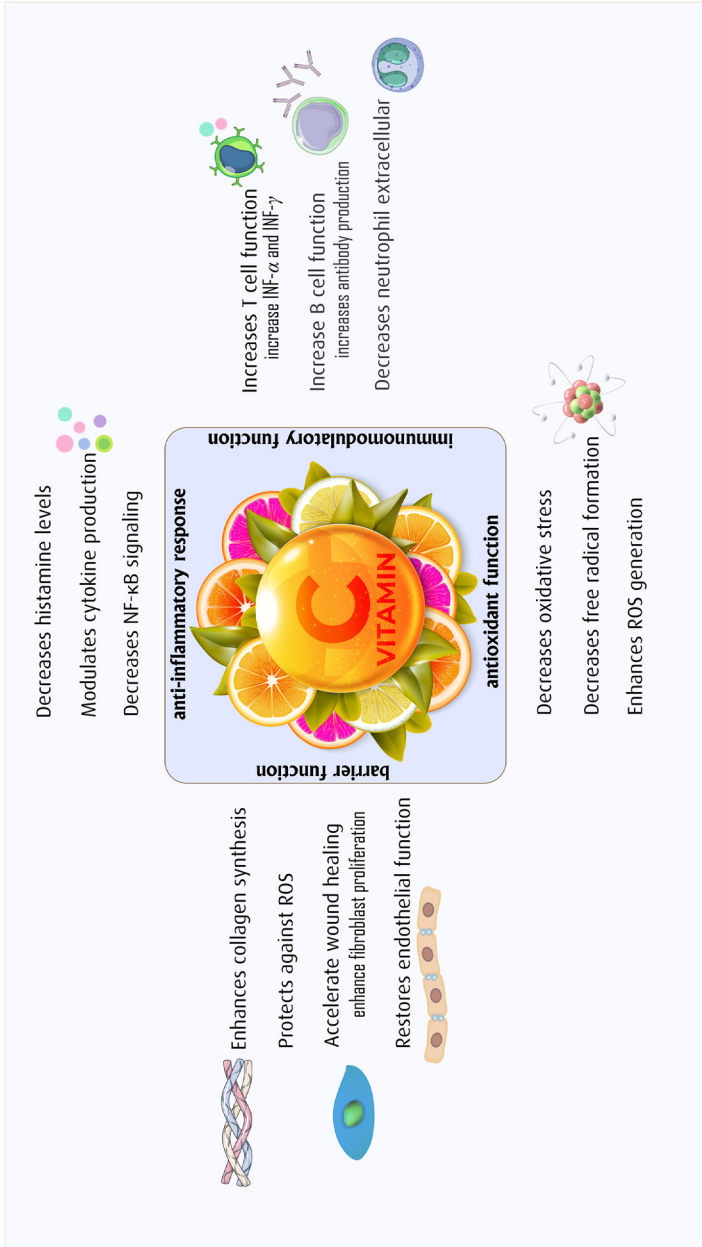 Decreases histamine levels
Modulates cytokine production
Decreases NF-κB signaling
anti-inflammatory response
barrier function
immunomodulatory function
antioxidant function
C
VITAMIN
Enhances collagen synthesis
Protects against ROS
Accelerate wound healing
enhance fibroblast proliferation
Restores endothelial function
Increases T cell function
increase INF-α and INF-γ
Increase B cell function
increases antibody production
Decreases neutrophil extracellular
Decreases oxidative stress
Decreases free radical formation
Enhances ROS generation